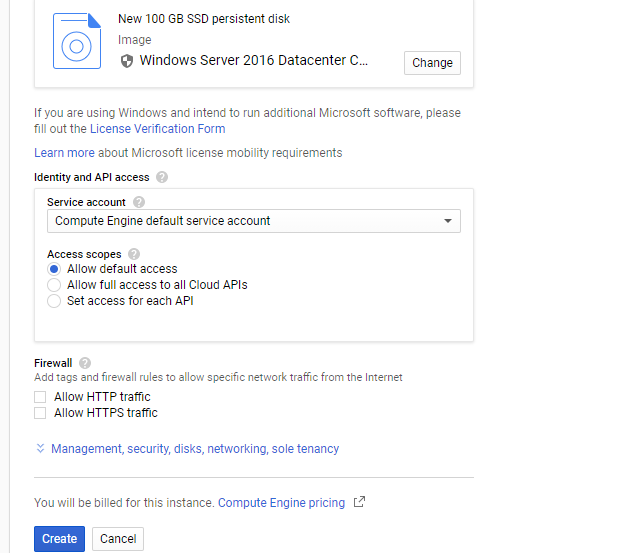 New 100 GB SSD persistent disk
Image
Windows Server 2016 Datacenter C...
Change
If you are using Windows and intend to run additional Microsoft software, please
fill out the License Verification Form
Learn more about Microsoft license mobility requirements
Identity and API access ?
Service account ?
Compute Engine default service account
Access scopes ?
Allow default access
Allow full access to all Cloud APIs
Set access for each API
Firewall ?
Add tags and firewall rules to allow specific network traffic from the Internet
Allow HTTP traffic
Allow HTTPS traffic
Management, security, disks, networking, sole tenancy
You will be billed for this instance. Compute Engine pricing
Create
Cancel